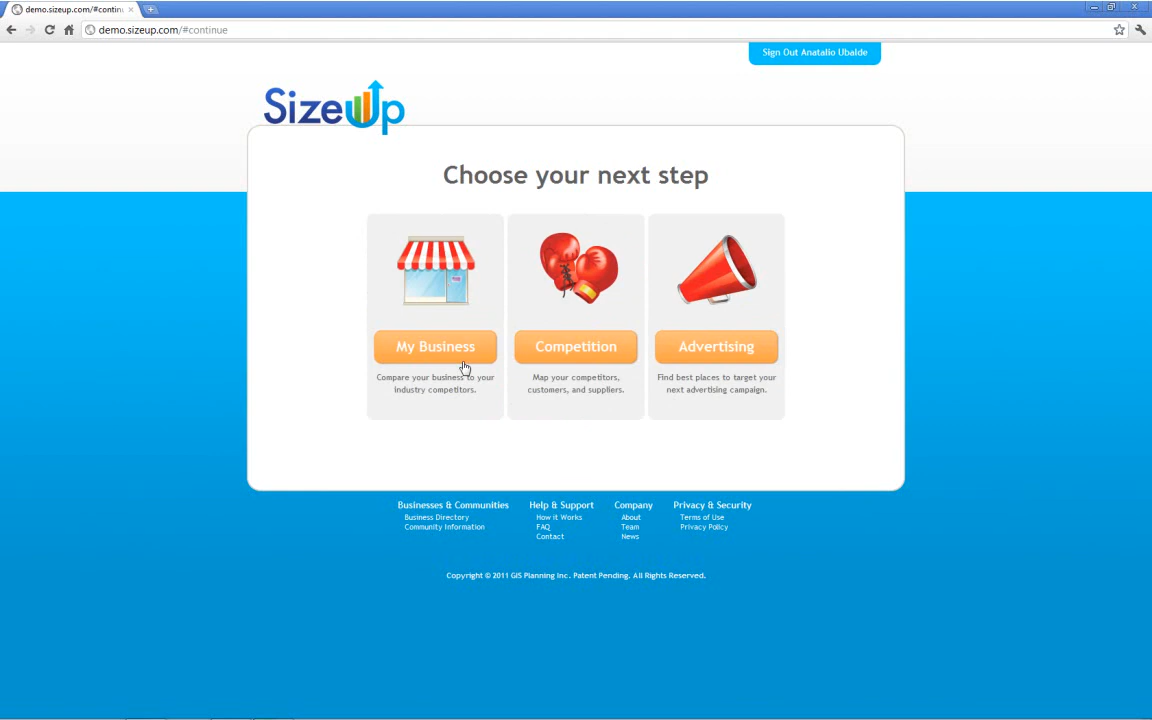 demo.sizeup.com/#contin
demo.sizeup.com/#continue
Sign Out Anatalio Ubalde
SizeUp
Choose your next step
My Business
Compare your business to your
industry competitors.
Competition
Map your competitors,
customers, and suppliers.
Advertising
Find best places to target your
next advertising campaign.
Businesses & Communities
Business Directory
Community Information
Help & Support
How it Works
FAQ
Contact
Company
About
Team
News
Privacy & Security
Terms of Use
Privacy Policy
Copyright © 2011 GIS Planning Inc. Patent Pending. All Rights Reserved.